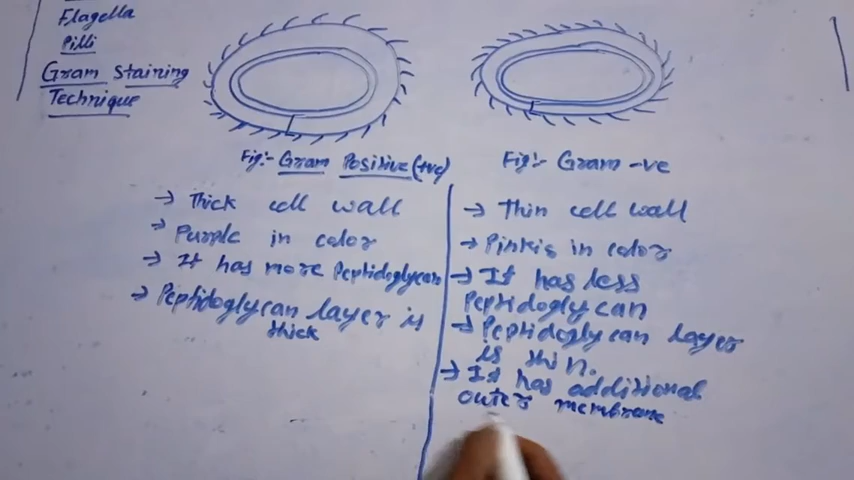 Flagella
Pilli
Gram Staining
Technique
Fig:- Gram Positive (+ve)
Fig:- Gram -ve
→ Thick cell wall
→ Purple in color
→ It has more Peptidoglycan
→ Peptidoglycan layer is
thick
→ Thin cell wall
→ Pinkis in color
→ It has less
Peptidoglycan
→ Peptidoglycan layer
is thin.
→ It has additional
outer membrane